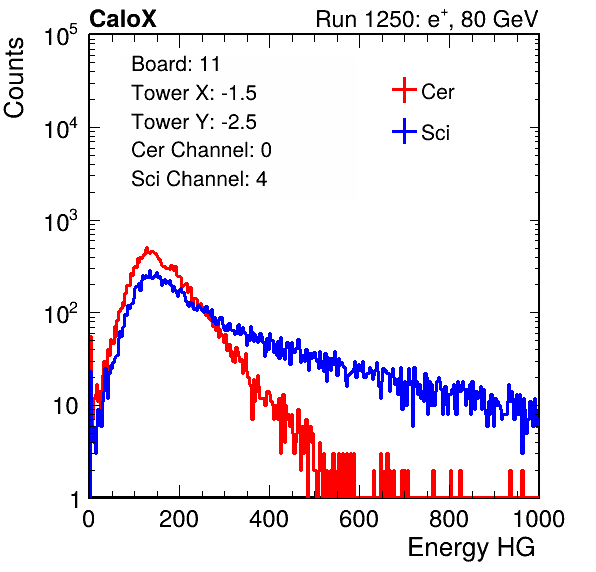 CaloX Run 1250: e⁺, 80 GeV
Counts
Board: 11
Tower X: -1.5
Tower Y: -2.5
Cer Channel: 0
Sci Channel: 4
Cer
Sci
10⁵
10⁴
10³
10²
10
1
0 200 400 600 800 1000
Energy HG